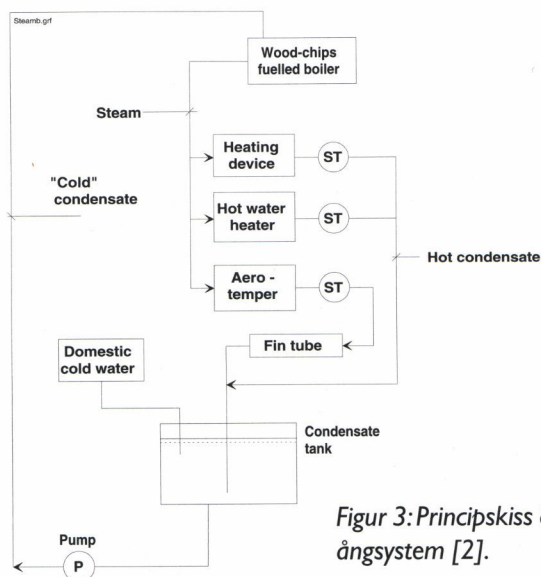 Steamb.grf
Wood-chips
fuelled boiler
Steam
Heating
device
ST
"Cold"
condensate
Hot water
heater
ST
Hot condensate
Aero -
temper
ST
Fin tube
Domestic
cold water
Condensate
tank
Pump
P
Figur 3: Principskiss
ångsystem [2].